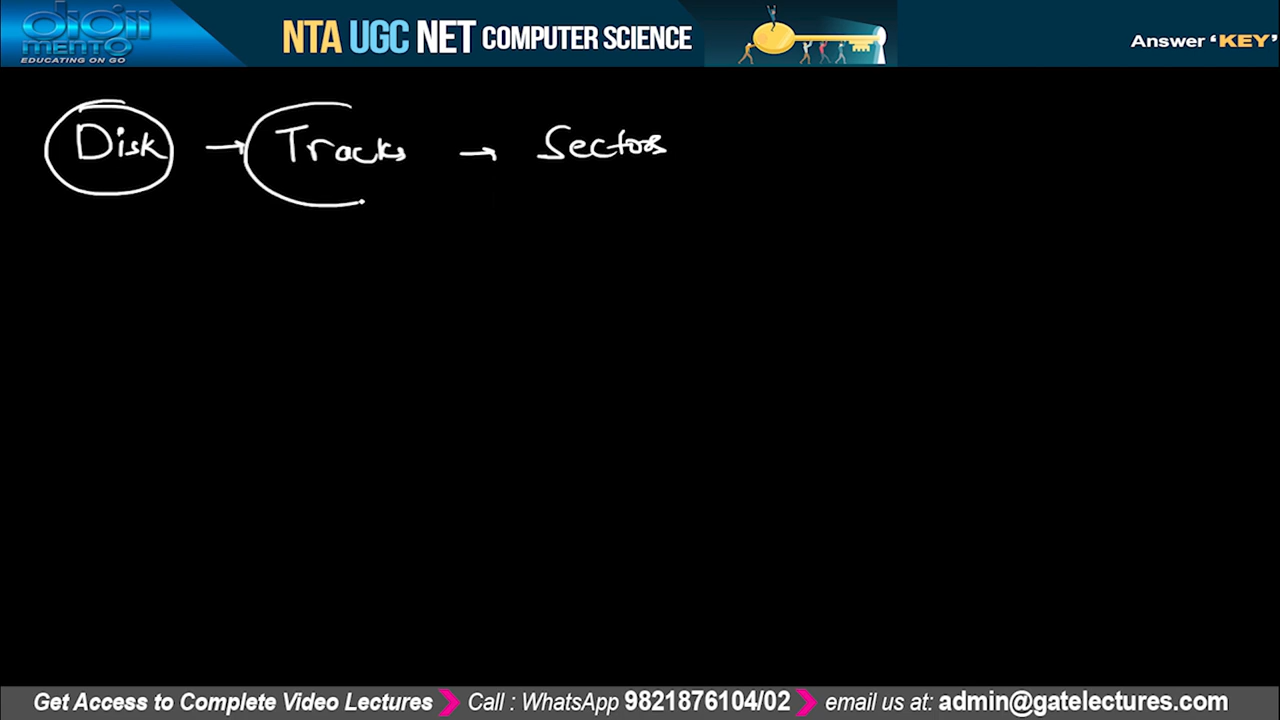 digii
MENTO
EDUCATING ON GO
NTA UGC NET COMPUTER SCIENCE
Answer ‘KEY’
Disk → Tracks → Sectors
Get Access to Complete Video Lectures Call : WhatsApp 9821876104/02 email us at: admin@gatelectures.com